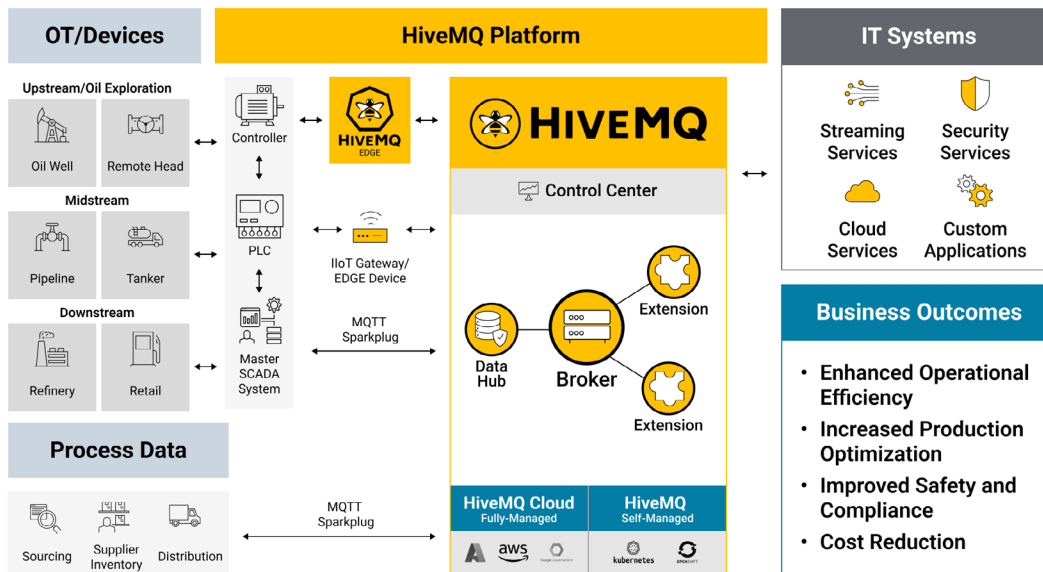 OT/Devices
HiveMQ Platform
IT Systems
Upstream/Oil Exploration
Oil Well
Remote Head
Midstream
Pipeline
Tanker
Downstream
Refinery
Retail
Controller
PLC
Master
SCADA
System
HIVEMQ
EDGE
IIoT Gateway/
EDGE Device
MQTT
Sparkplug
HIVEMQ
Control Center
Data
Hub
Broker
Extension
Extension
HiveMQ Cloud
Fully-Managed
HiveMQ
Self-Managed
aws
Google Cloud Platform
kubernetes
OPENSHIFT
Streaming
Services
Security
Services
Cloud
Services
Custom
Applications
Business Outcomes
• Enhanced Operational
Efficiency
• Increased Production
Optimization
• Improved Safety and
Compliance
• Cost Reduction
Process Data
Sourcing
Supplier
Inventory
Distribution
MQTT
Sparkplug